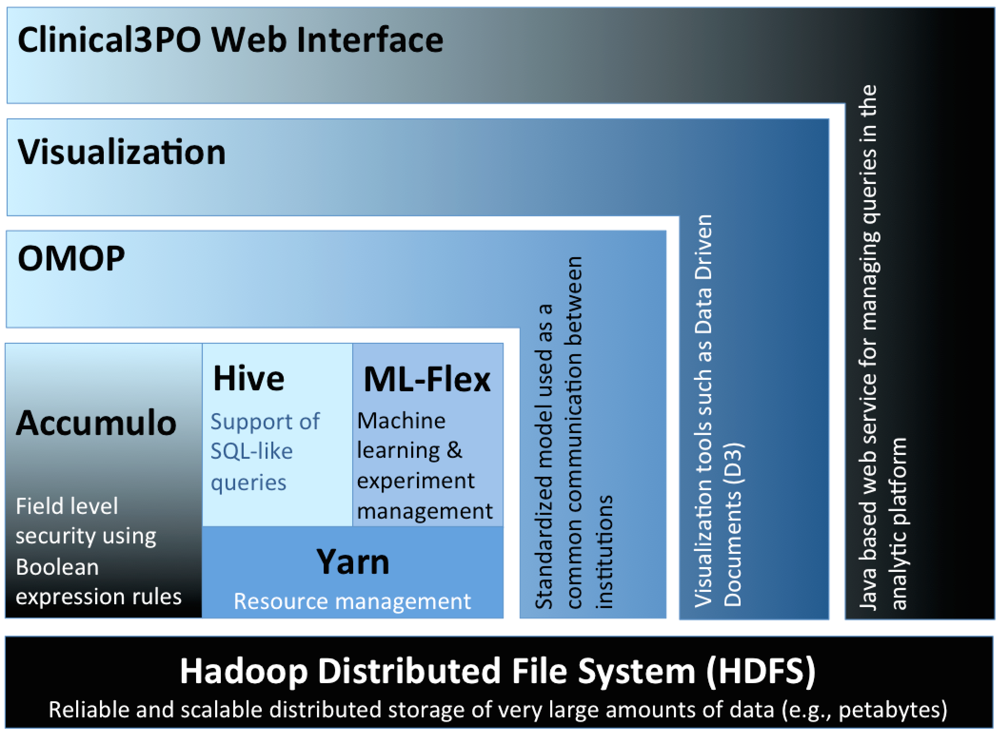 Clinical3PO Web Interface
Java based web service for managing queries in the
analytic platform
Visualization
Visualization tools such as Data Driven
Documents (D3)
OMOP
Standardized model used as a
common communication between
institutions
Accumulo
Field level
security using
Boolean
expression rules
Hive
Support of
SQL-like
queries
ML-Flex
Machine
learning &
experiment
management
Yarn
Resource management
Hadoop Distributed File System (HDFS)
Reliable and scalable distributed storage of very large amounts of data (e.g., petabytes)